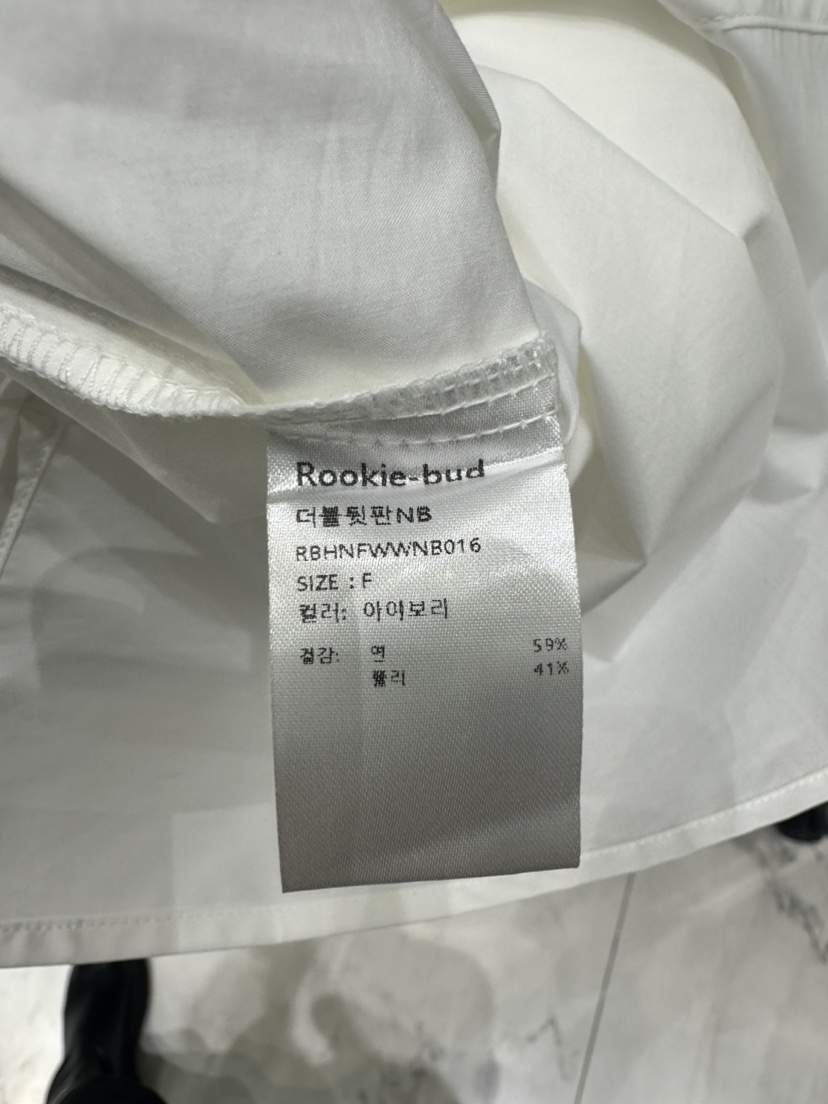 Rookie-bud
더블뒷판NB
RBHNFWWNB016
SIZE : F
컬러: 아이보리
겉감: 면 59%
폴리 41%